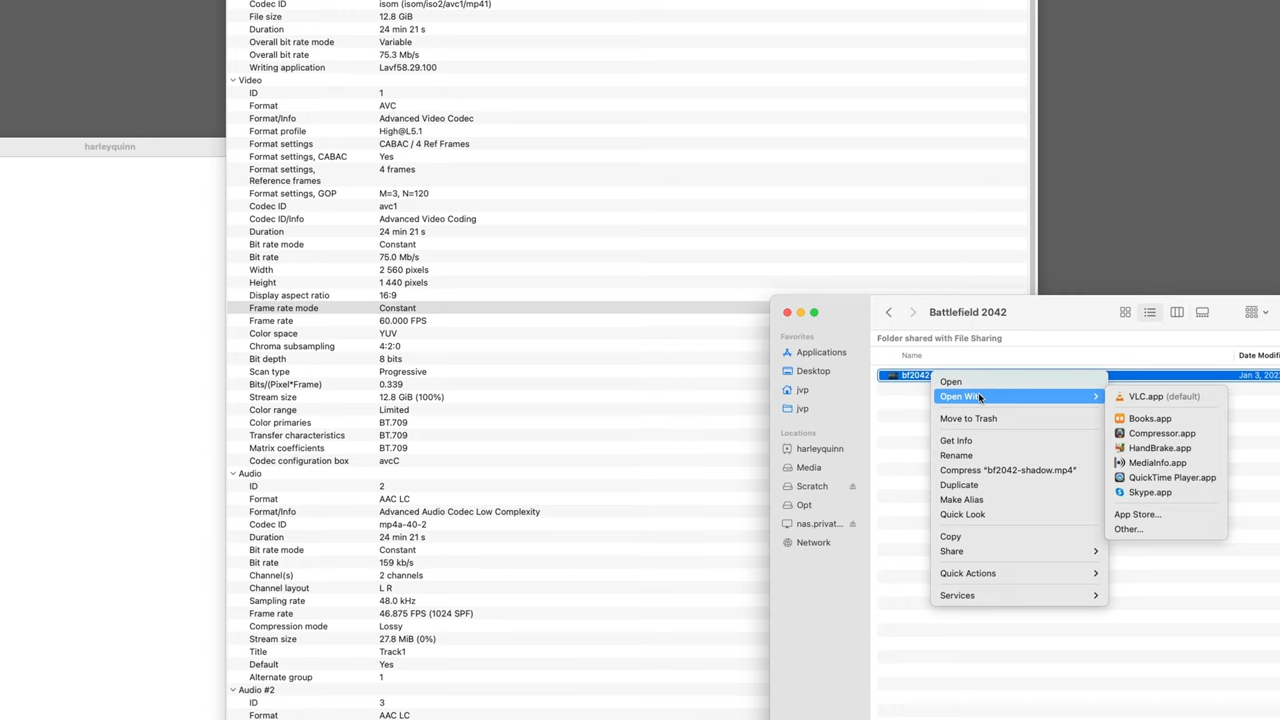 Codec ID isom (isom/iso2/avc1/mp41)
File size 12.8 GiB
Duration 24 min 21 s
Overall bit rate mode Variable
Overall bit rate 75.3 Mb/s
Writing application Lavf58.29.100
Video
ID 1
Format AVC
Format/Info Advanced Video Codec
Format profile High@L5.1
Format settings CABAC / 4 Ref Frames
Format settings, CABAC Yes
Format settings, 4 frames
Reference frames
Format settings, GOP M=3, N=120
Codec ID avc1
Codec ID/Info Advanced Video Coding
Duration 24 min 21 s
Bit rate mode Constant
Bit rate 75.0 Mb/s
Width 2 560 pixels
Height 1 440 pixels
Display aspect ratio 16:9
Frame rate mode Constant
Frame rate 60.000 FPS
Color space YUV
Chroma subsampling 4:2:0
Bit depth 8 bits
Scan type Progressive
Bits/(Pixel*Frame) 0.339
Stream size 12.8 GiB (100%)
Color range Limited
Color primaries BT.709
Transfer characteristics BT.709
Matrix coefficients BT.709
Codec configuration box avcC
Audio
ID 2
Format AAC LC
Format/Info Advanced Audio Codec Low Complexity
Codec ID mp4a-40-2
Duration 24 min 21 s
Bit rate mode Constant
Bit rate 159 kb/s
Channel(s) 2 channels
Channel layout L R
Sampling rate 48.0 kHz
Frame rate 46.875 FPS (1024 SPF)
Compression mode Lossy
Stream size 27.8 MiB (0%)
Title Track1
Default Yes
Alternate group 1
Audio #2
ID 3
Format AAC LC
harleyquinn
Battlefield 2042
Folder shared with File Sharing
Name Date Modifi
bf2042 Jan 3, 202
Favorites
Applications
Desktop
jvp
jvp
Locations
harleyquinn
Media
Scratch
Opt
nas.privat...
Network
Open
Open With
Move to Trash
Get Info
Rename
Compress "bf2042-shadow.mp4"
Duplicate
Make Alias
Quick Look
Copy
Share
Quick Actions
Services
VLC.app (default)
Books.app
Compressor.app
HandBrake.app
MediaInfo.app
QuickTime Player.app
Skype.app
App Store...
Other...